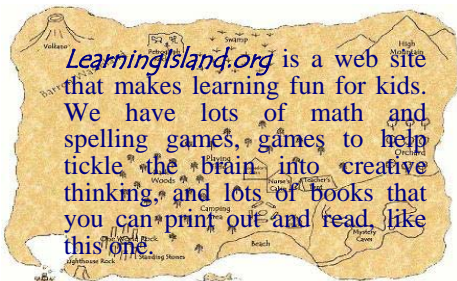 Volcano
Petroglyph
Swamp
High
Mountain
LearningIsland.org is a web site
that makes learning fun for kids.
We have lots of math and
spelling games, games to help
tickle the brain into creative
thinking, and lots of books that
you can print out and read, like
this one.
Orchard
Playing
Woods
Nurse's
Teacher's
Camping
Area
Beach
Mystery
Caves
Lighthouse Rock
Standing Stones